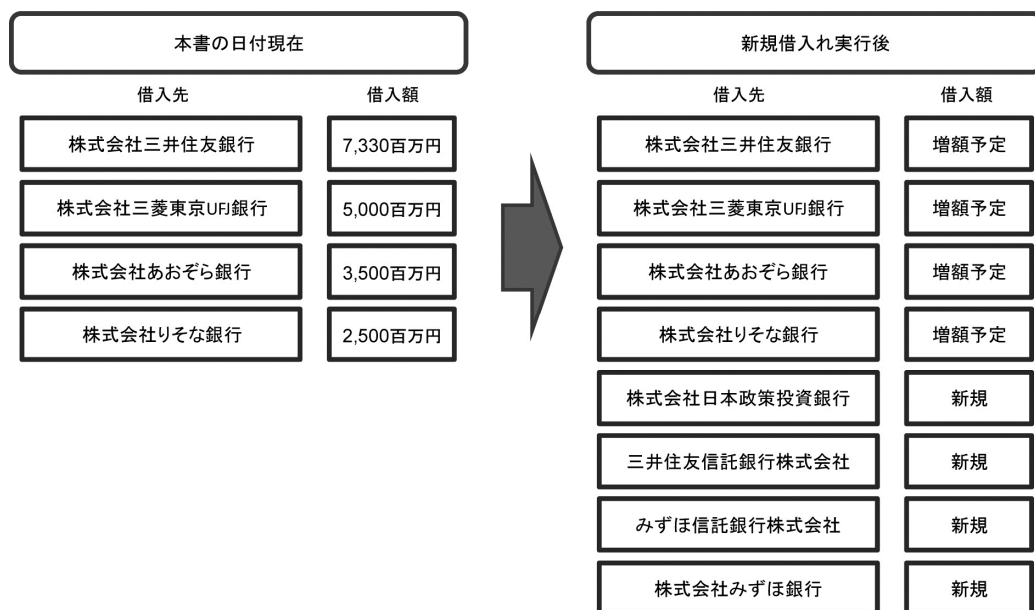 本書の日付現在
借入先 借入額
株式会社三井住友銀行 7,330百万円
株式会社三菱東京UFJ銀行 5,000百万円
株式会社あおぞら銀行 3,500百万円
株式会社りそな銀行 2,500百万円
新規借入れ実行後
借入先 借入額
株式会社三井住友銀行 増額予定
株式会社三菱東京UFJ銀行 増額予定
株式会社あおぞら銀行 増額予定
株式会社りそな銀行 増額予定
株式会社日本政策投資銀行 新規
三井住友信託銀行株式会社 新規
みずほ信託銀行株式会社 新規
株式会社みずほ銀行 新規